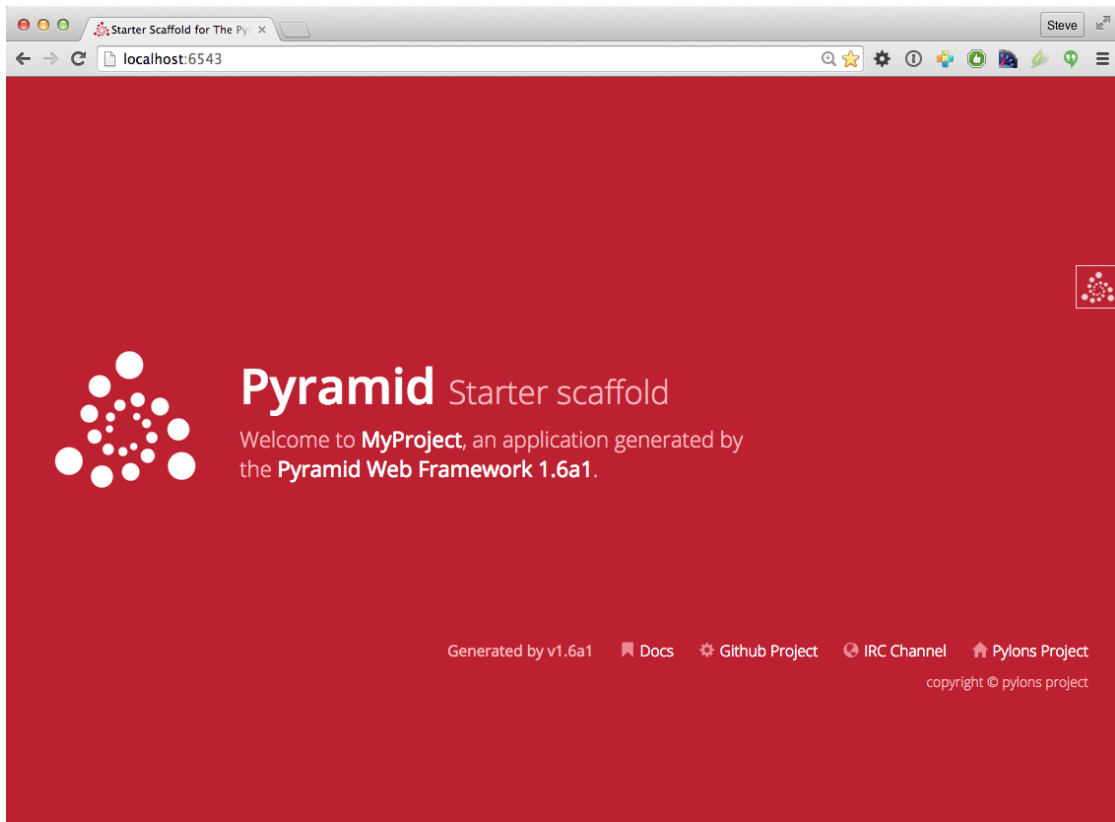 Starter Scaffold for The Py
Steve
localhost:6543
Pyramid Starter scaffold
Welcome to MyProject, an application generated by
the Pyramid Web Framework 1.6a1.
Generated by v1.6a1 Docs Github Project IRC Channel Pylons Project
copyright © pylons project